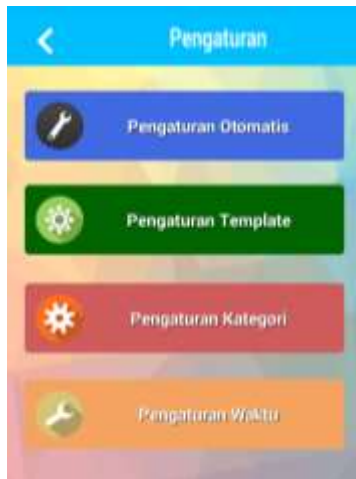 Pengaturan
Pengaturan Otomatis
Pengaturan Template
Pengaturan Kategori
Pengaturan Waktu